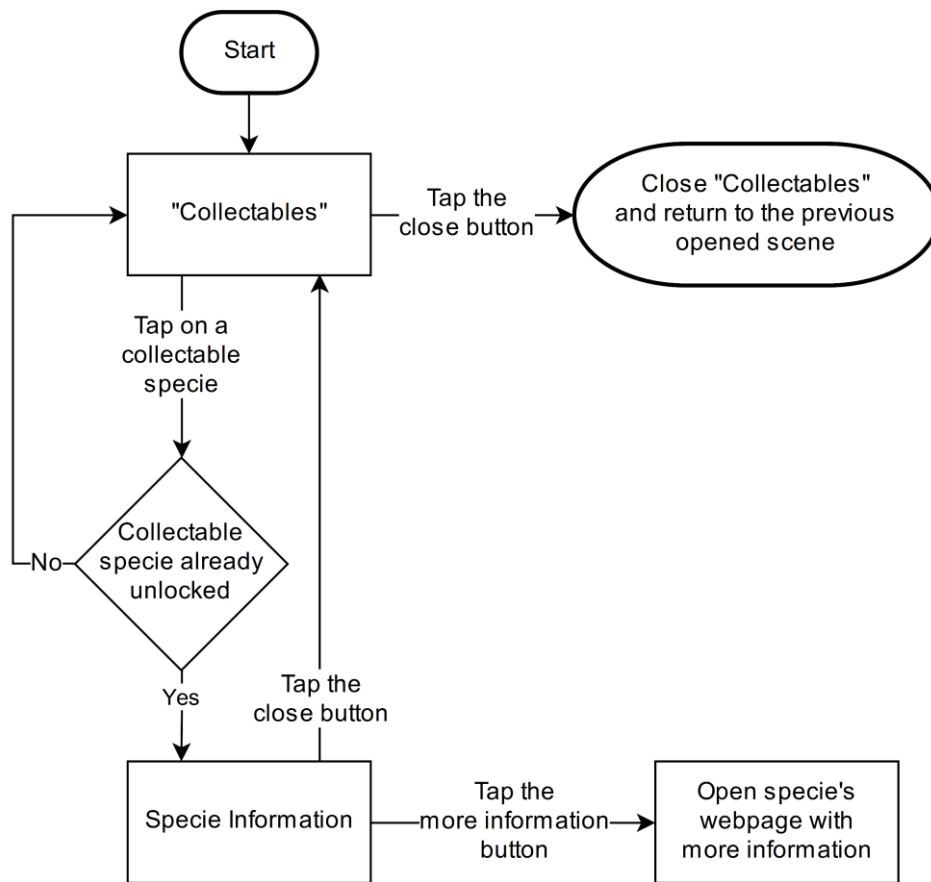 Start
"Collectables"
Tap the
close button
Close "Collectables"
and return to the previous
opened scene
Tap on a
collectable
specie
Collectable
specie already
unlocked
No
Yes
Tap the
close button
Specie Information
Tap the
more information
button
Open specie's
webpage with
more information